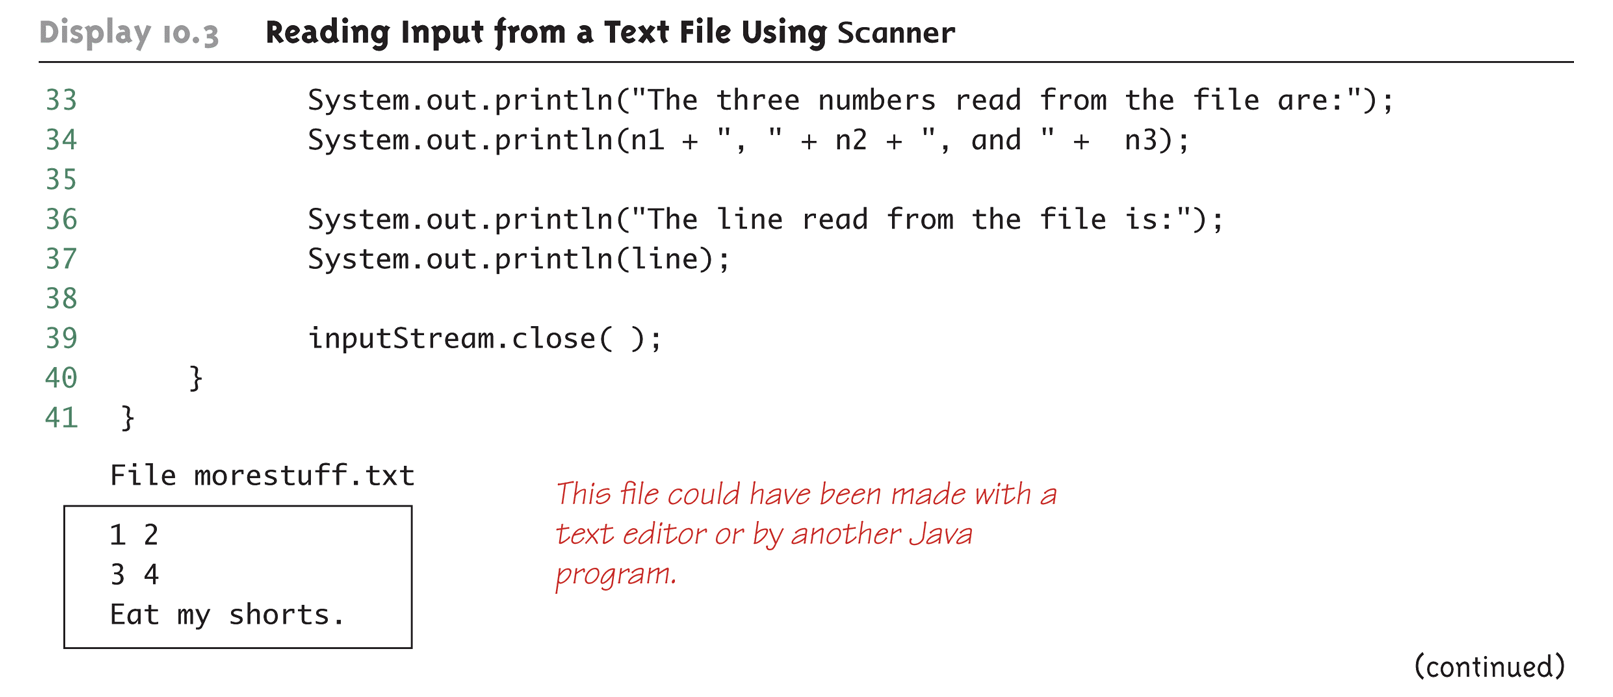 Display 10.3 Reading Input from a Text File Using Scanner
33 System.out.println("The three numbers read from the file are:");
34 System.out.println(n1 + ", " + n2 + ", and " +  n3);
35
36 System.out.println("The line read from the file is:");
37 System.out.println(line);
38
39 inputStream.close( );
40 }
41 }
File morestuff.txt
1 2
3 4
Eat my shorts.
This file could have been made with a
text editor or by another Java
program.
(continued)